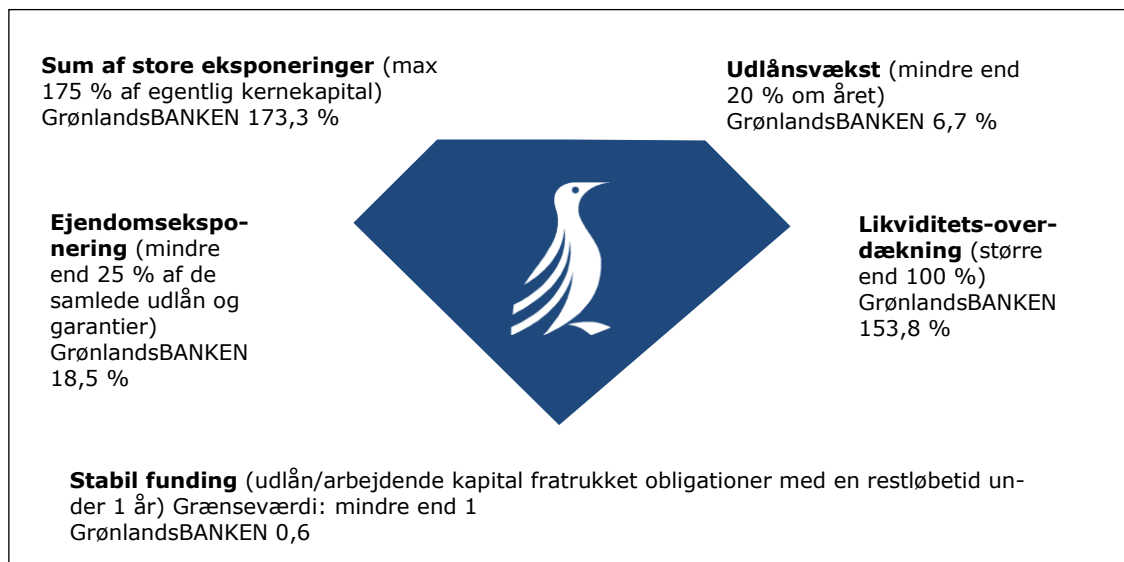 Sum af store eksponeringer (max
175 % af egentlig kernekapital)
GrønlandsBANKEN 173,3 %
Udlånsvækst (mindre end
20 % om året)
GrønlandsBANKEN 6,7 %
Ejendomsekspo-
nering (mindre
end 25 % af de
samlede udlån og
garantier)
GrønlandsBANKEN
18,5 %
Likviditets-over-
dækning (større
end 100 %)
GrønlandsBANKEN
153,8 %
Stabil funding (udlån/arbejdende kapital fratrukket obligationer med en restløbetid un-
der 1 år) Grænseværdi: mindre end 1
GrønlandsBANKEN 0,6